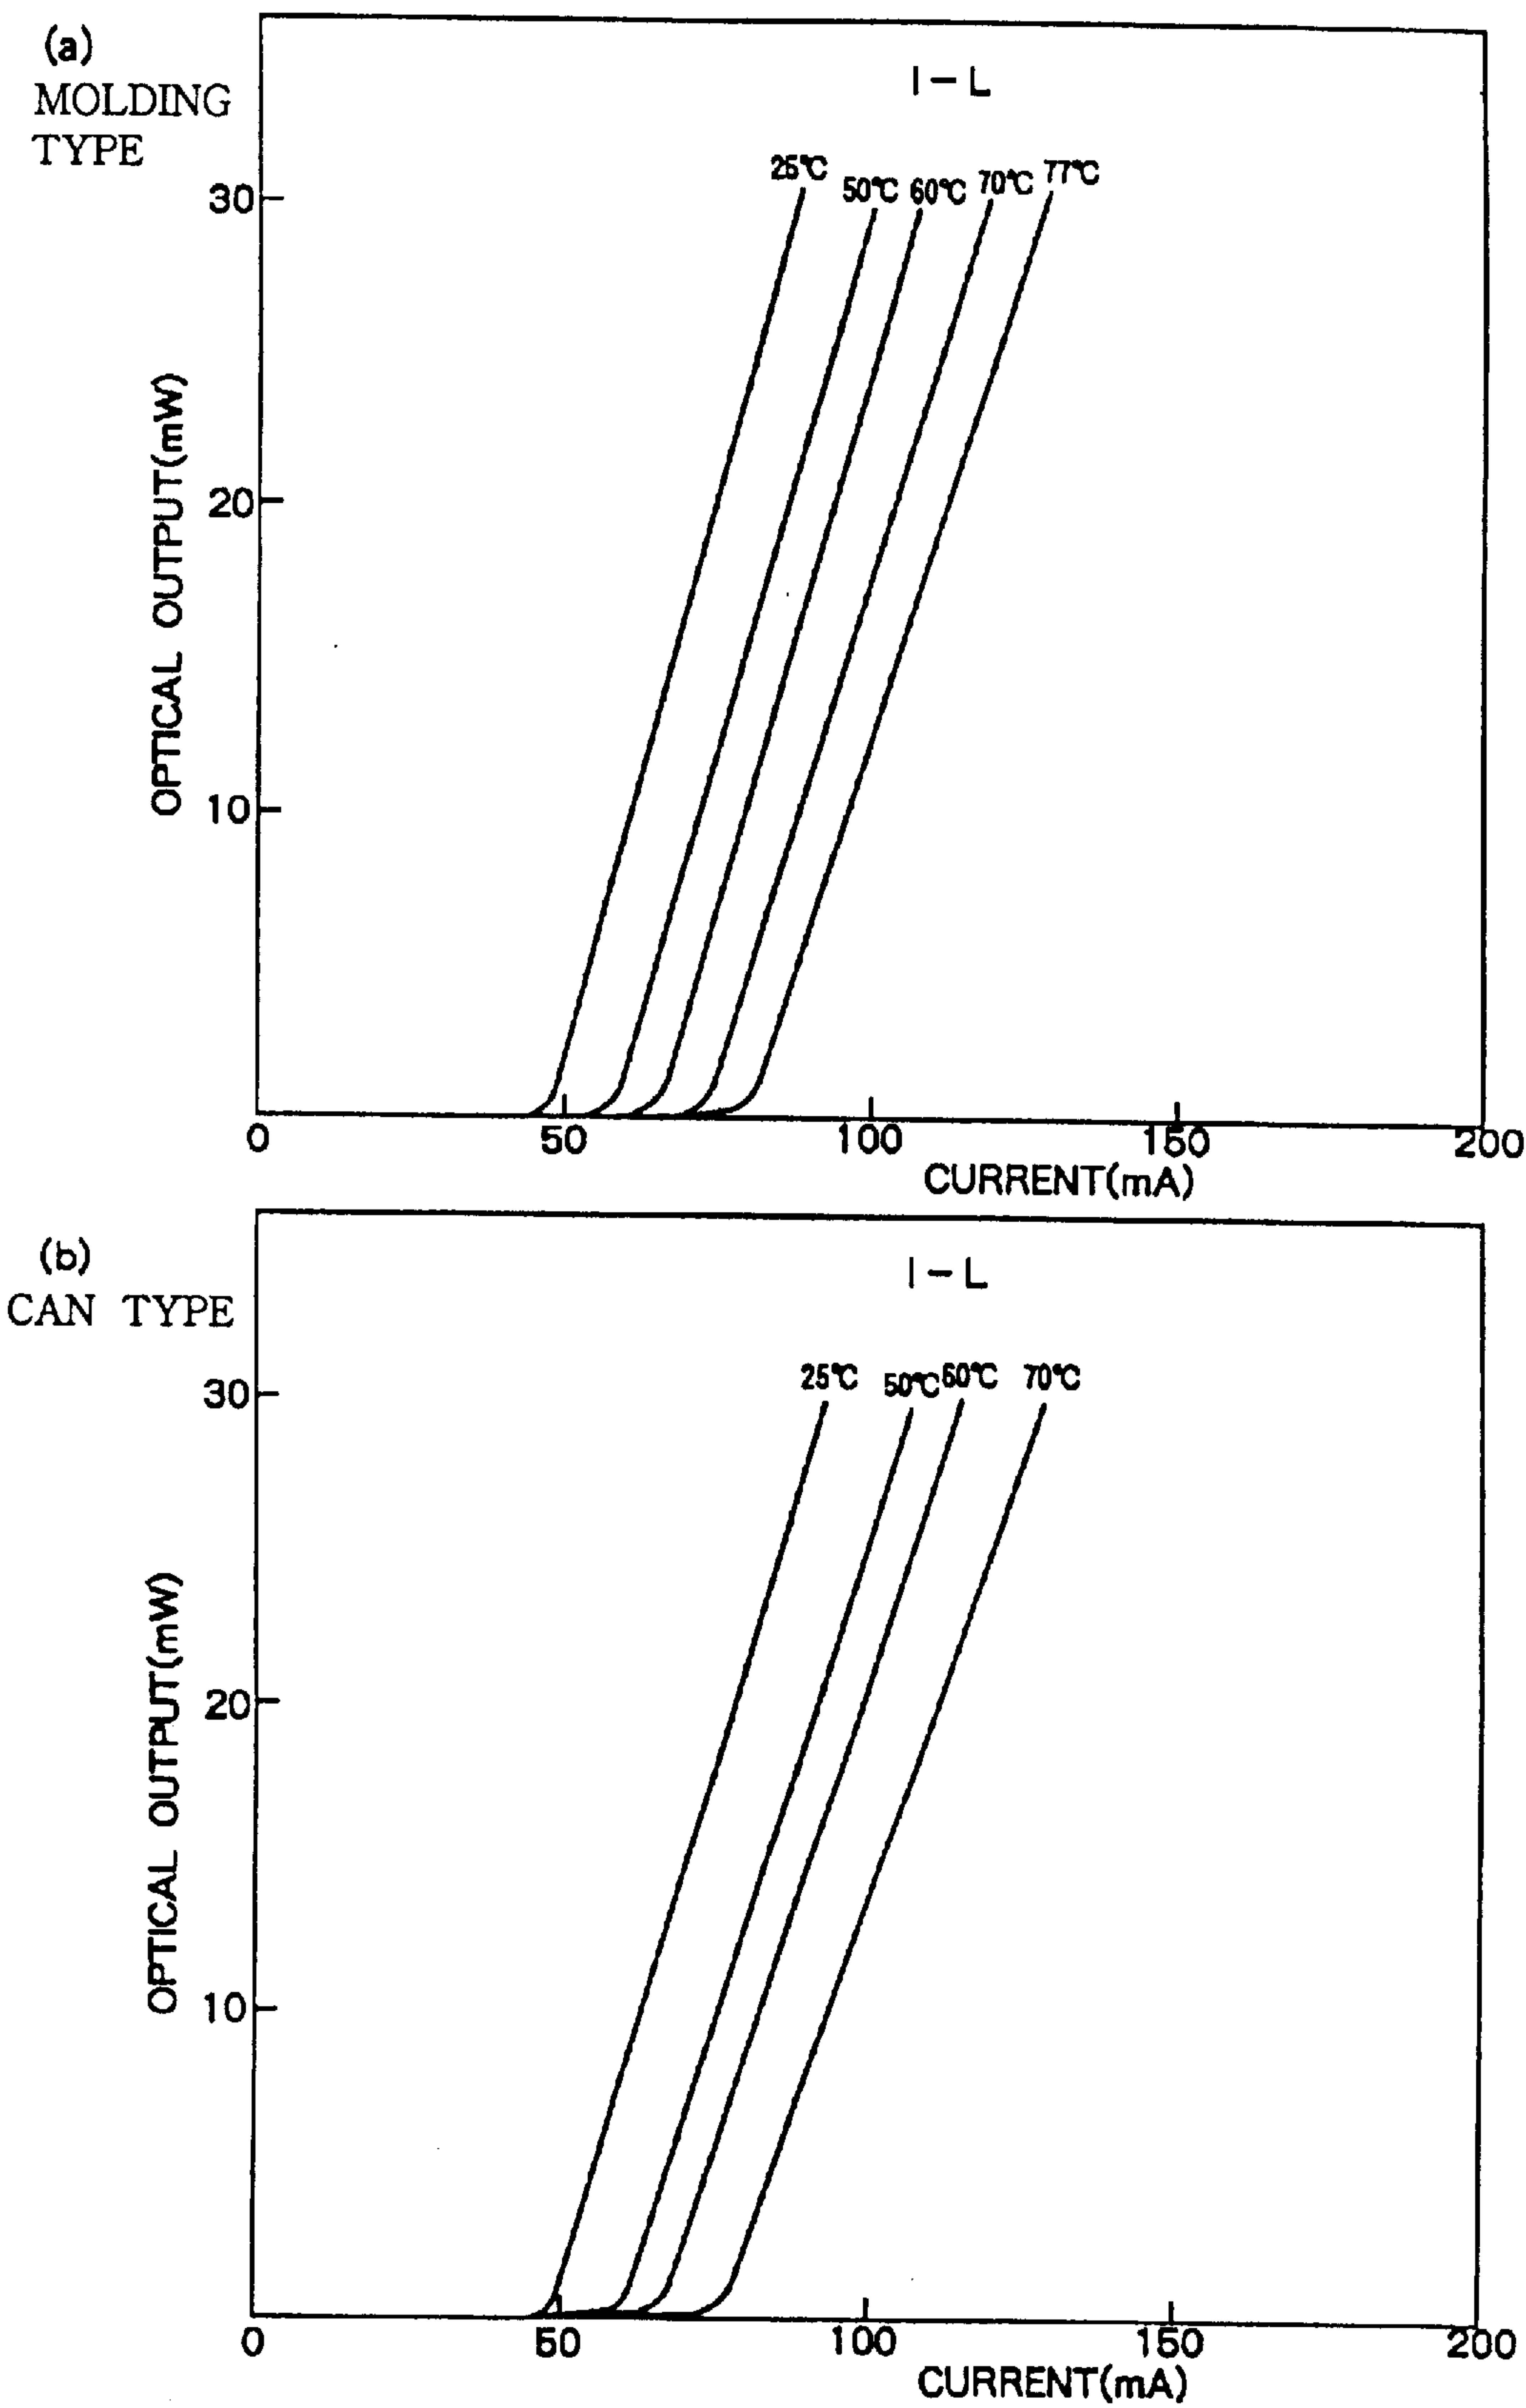 (a)
MOLDING
TYPE
I-L
25℃ 50℃ 60℃ 70℃ 77℃
30
20
10
OPTICAL OUTPUT(mW)
0 50 100 150 200
CURRENT(mA)
(b)
CAN TYPE
I-L
25℃ 50℃ 60℃ 70℃
30
20
10
OPTICAL OUTPUT(mW)
0 50 100 150 200
CURRENT(mA)